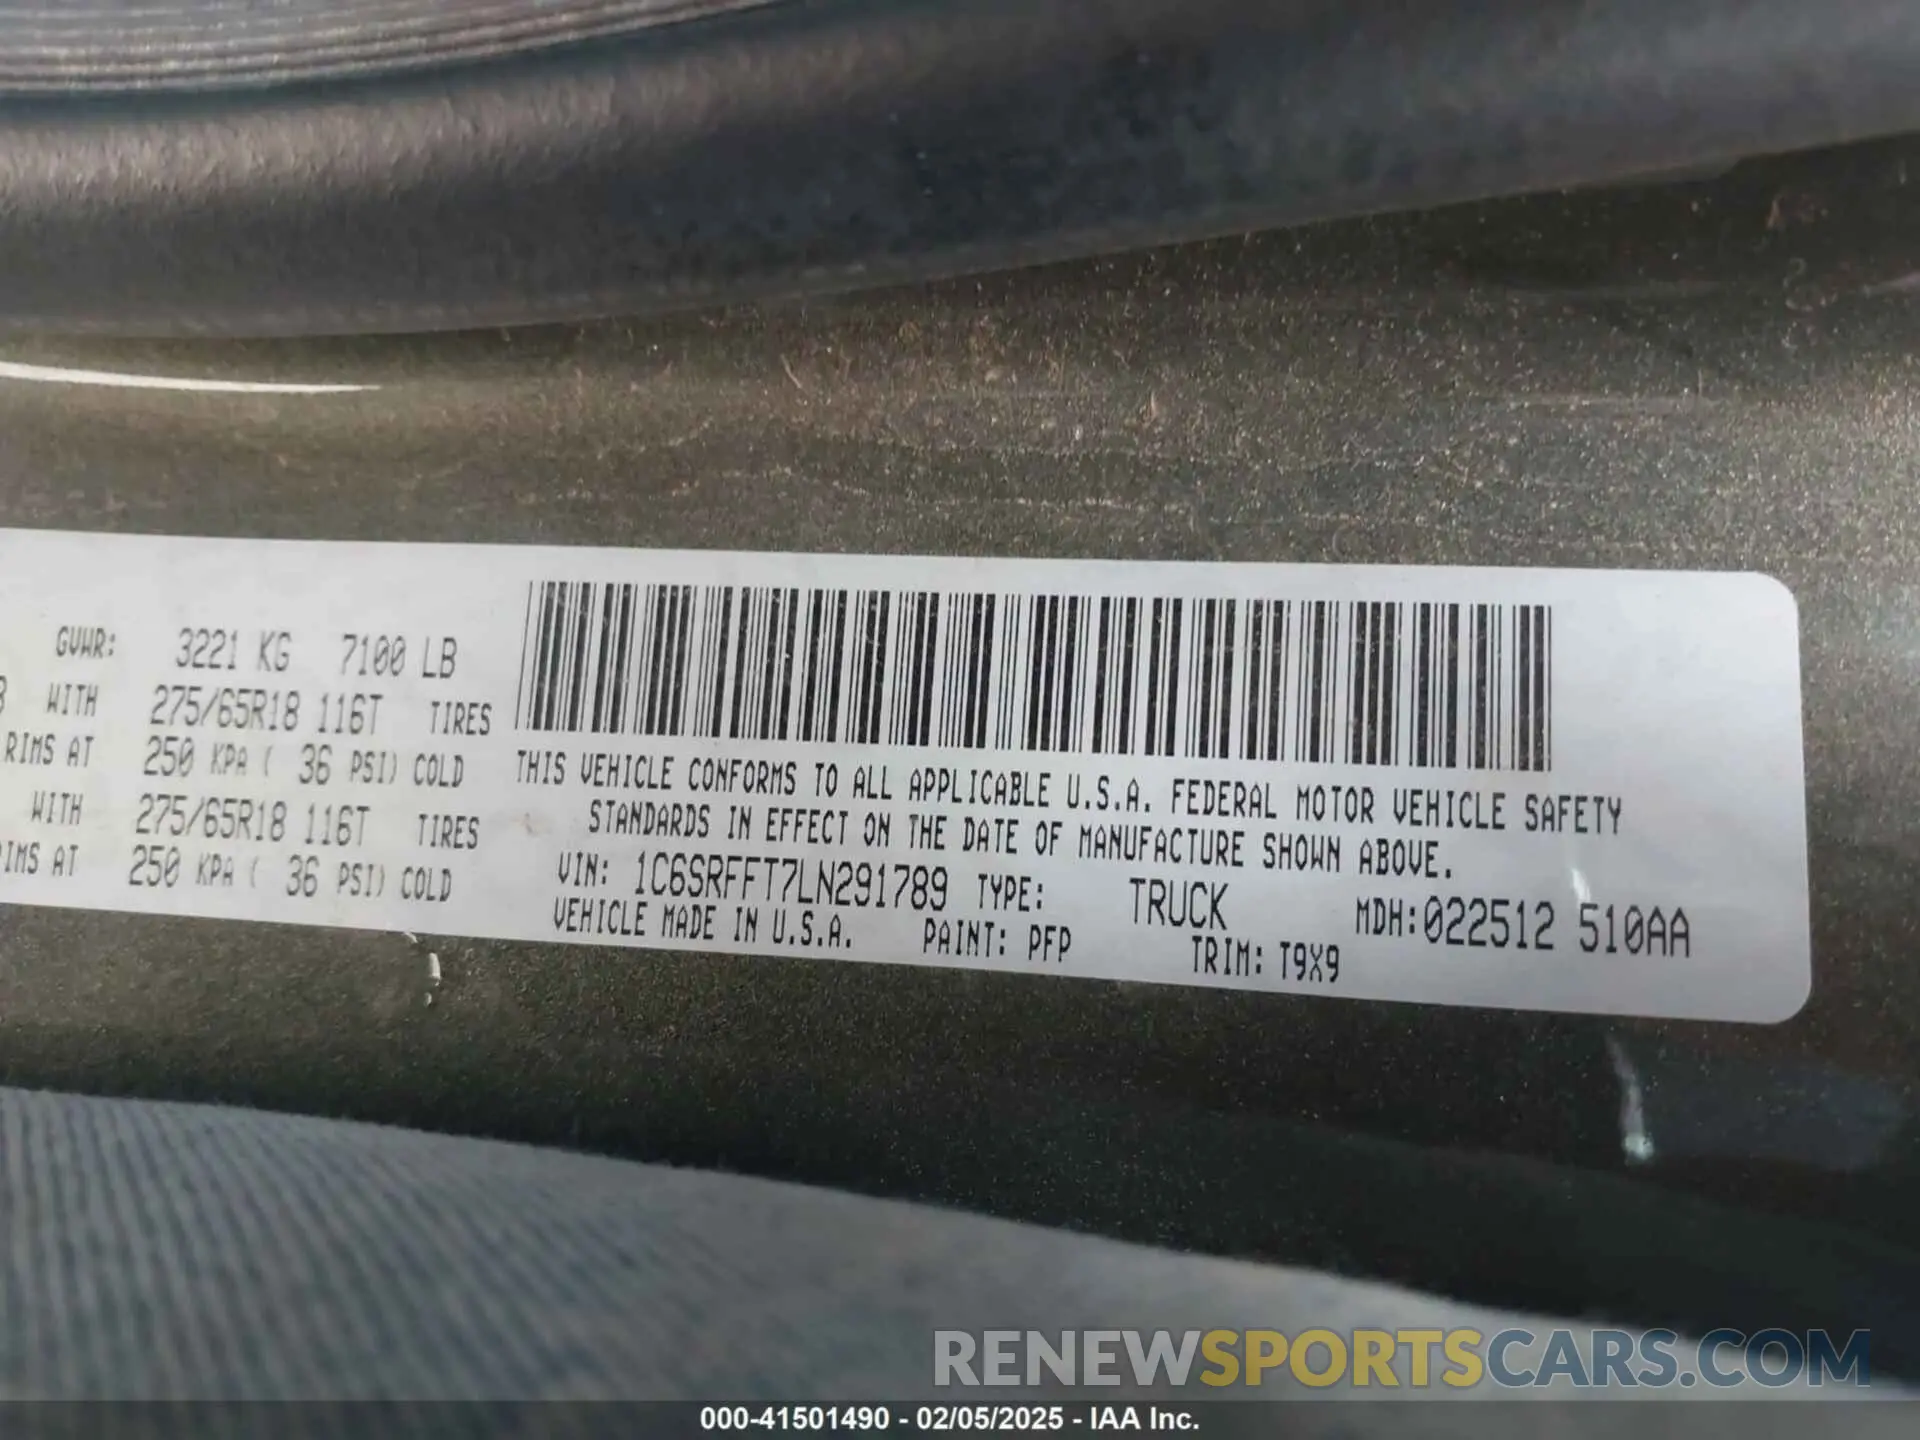 GVWR: 3221 KG 7100 LB
WITH 275/65R18 116T TIRES
RIMS AT 250 KPA ( 36 PSI) COLD
WITH 275/65R18 116T TIRES
IMS AT 250 KPA ( 36 PSI) COLD
THIS VEHICLE CONFORMS TO ALL APPLICABLE U.S.A. FEDERAL MOTOR VEHICLE SAFETY
STANDARDS IN EFFECT ON THE DATE OF MANUFACTURE SHOWN ABOVE.
VIN: 1C6SRFFT7LN291789 TYPE: TRUCK MDH:022512 510AA
VEHICLE MADE IN U.S.A. PAINT: PFP TRIM: T9X9
RENEWSPORTSCARS.COM
000-41501490 - 02/05/2025 - IAA Inc.